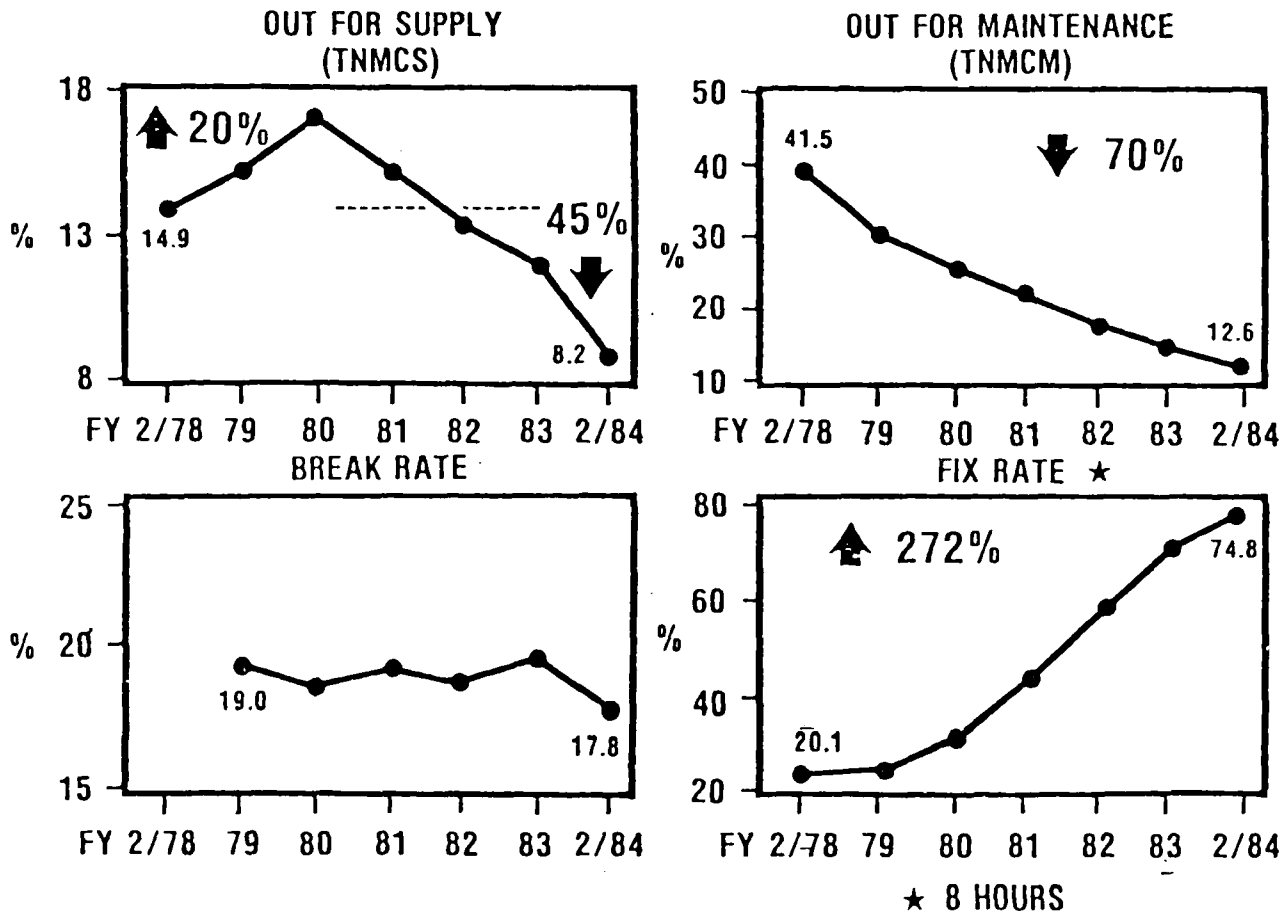 OUT FOR SUPPLY
(TNMCS)
18
20%
45%
%
13
14.9
8.2
8
FY 2/78 79 80 81 82 83 2/84
OUT FOR MAINTENANCE
(TNMCM)
50
41.5
70%
40
30
%
20
12.6
10
FY 2/78 79 80 81 82 83 2/84
BREAK RATE
25
% 20
19.0
17.8
15
FY 2/78 79 80 81 82 83 2/84
FIX RATE ★
80
272%
74.8
60
%
40
20.1
20
FY 2/78 79 80 81 82 83 2/84
★ 8 HOURS